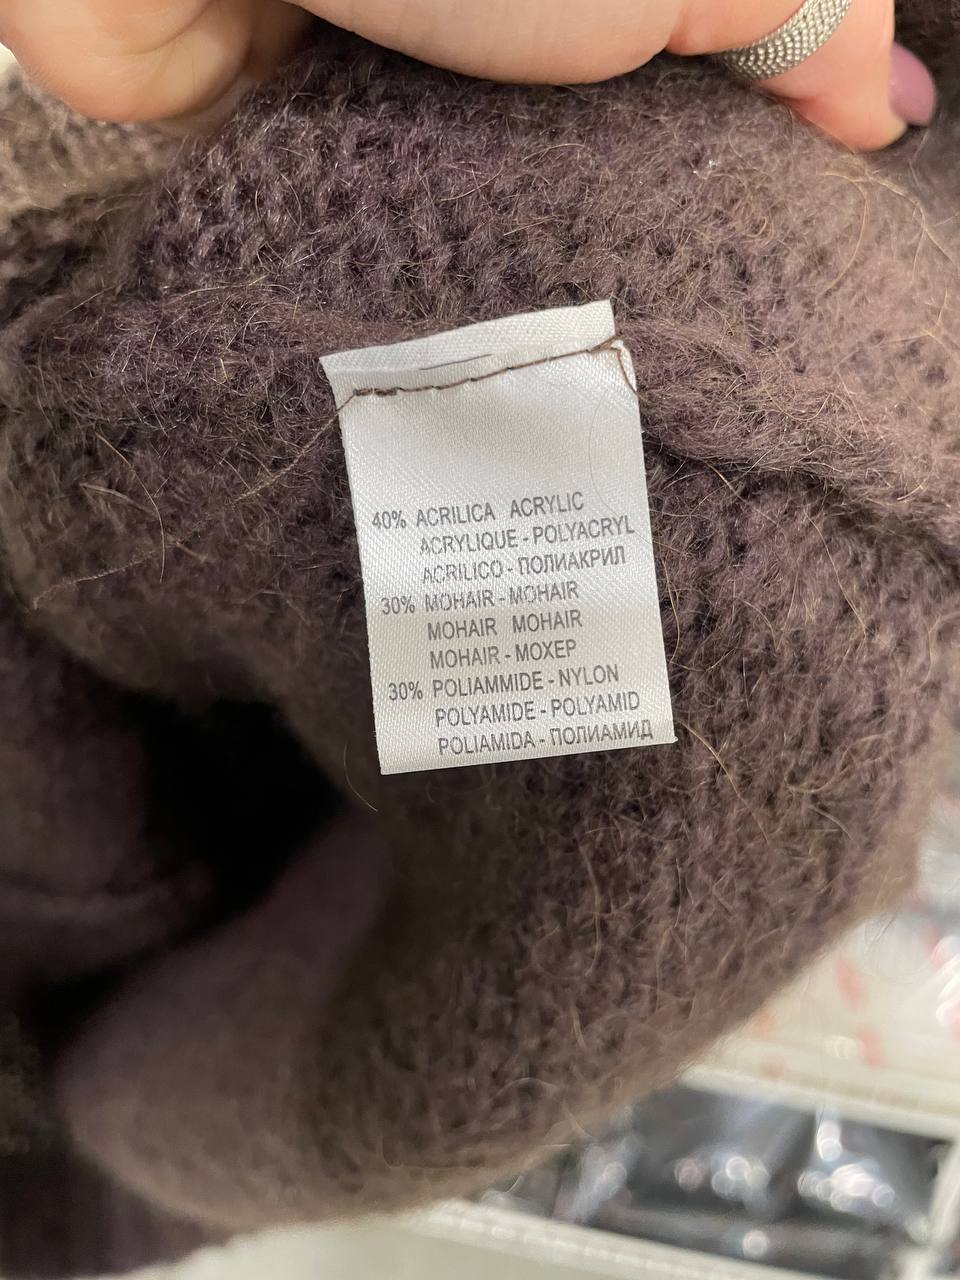 40% ACRILICA ACRYLIC
ACRYLIQUE - POLYACRYL
ACRILICO - ПОЛИАКРИЛ
30% MOHAIR - MOHAIR
MOHAIR MOHAIR
MOHAIR - МОХЕР
30% POLIAMMIDE - NYLON
POLYAMIDE - POLYAMID
POLIAMIDA - ПОЛИАМИД